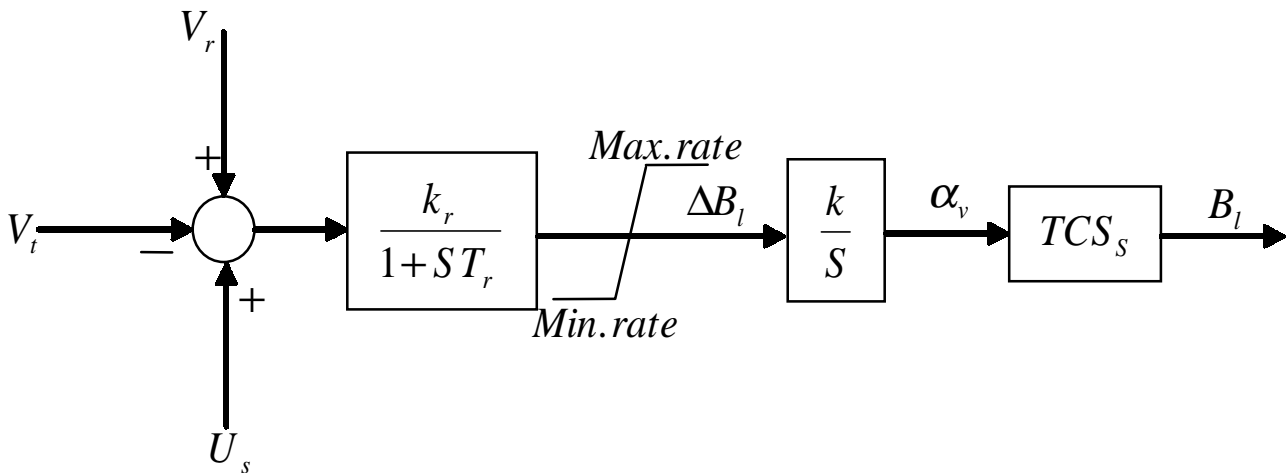 V_r
+
V_t
−
+
U_s
k_r
1 + ST_r
Max.rate
Min.rate
ΔB_l
k
S
α_v
TCS_S
B_l